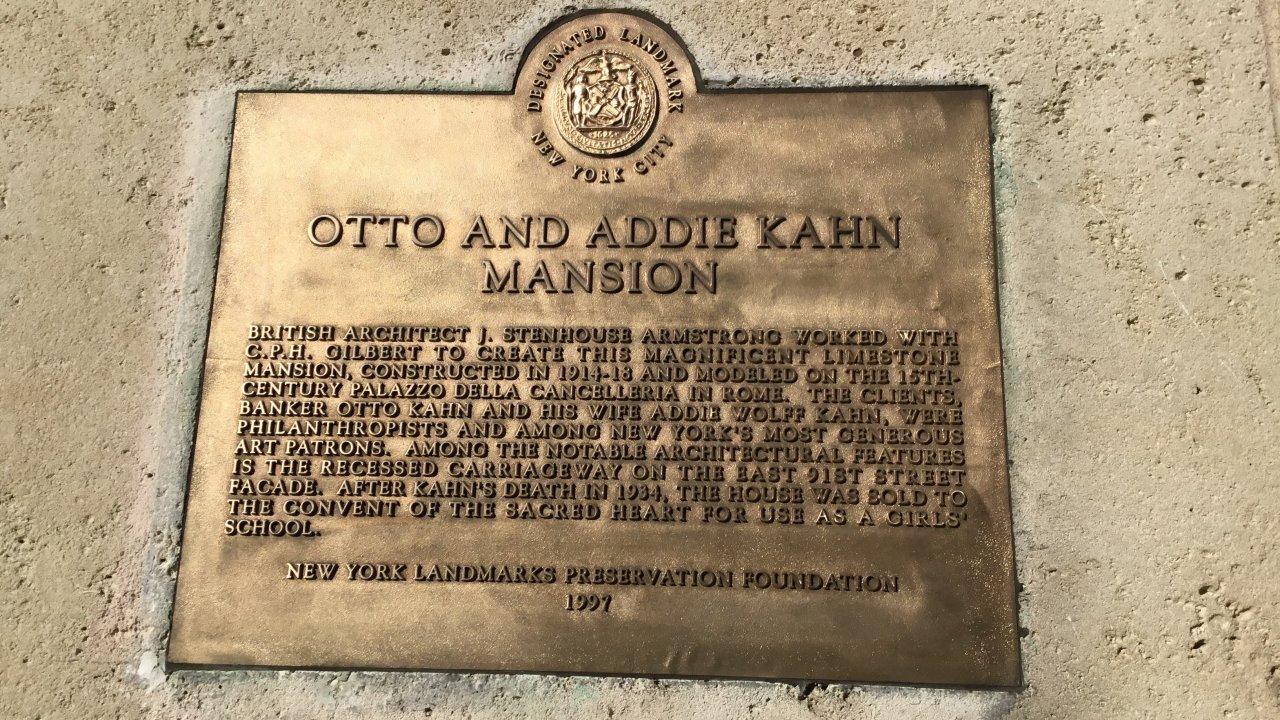 DESIGNATED LANDMARK
NEW YORK CITY
1625
OTTO AND ADDIE KAHN
MANSION
BRITISH ARCHITECT J. STENHOUSE ARMSTRONG WORKED WITH
C.P.H. GILBERT TO CREATE THIS MAGNIFICENT LIMESTONE
MANSION, CONSTRUCTED IN 1914-18 AND MODELED ON THE 15TH-
CENTURY PALAZZO DELLA CANCELLERIA IN ROME. THE CLIENTS,
BANKER OTTO KAHN AND HIS WIFE ADDIE WOLFF KAHN, WERE
PHILANTHROPISTS AND AMONG NEW YORK'S MOST GENEROUS
ART PATRONS. AMONG THE NOTABLE ARCHITECTURAL FEATURES
IS THE RECESSED CARRIAGEWAY ON THE EAST 91ST STREET
FACADE. AFTER KAHN'S DEATH IN 1934, THE HOUSE WAS SOLD TO
THE CONVENT OF THE SACRED HEART FOR USE AS A GIRLS'
SCHOOL.
NEW YORK LANDMARKS PRESERVATION FOUNDATION
1997